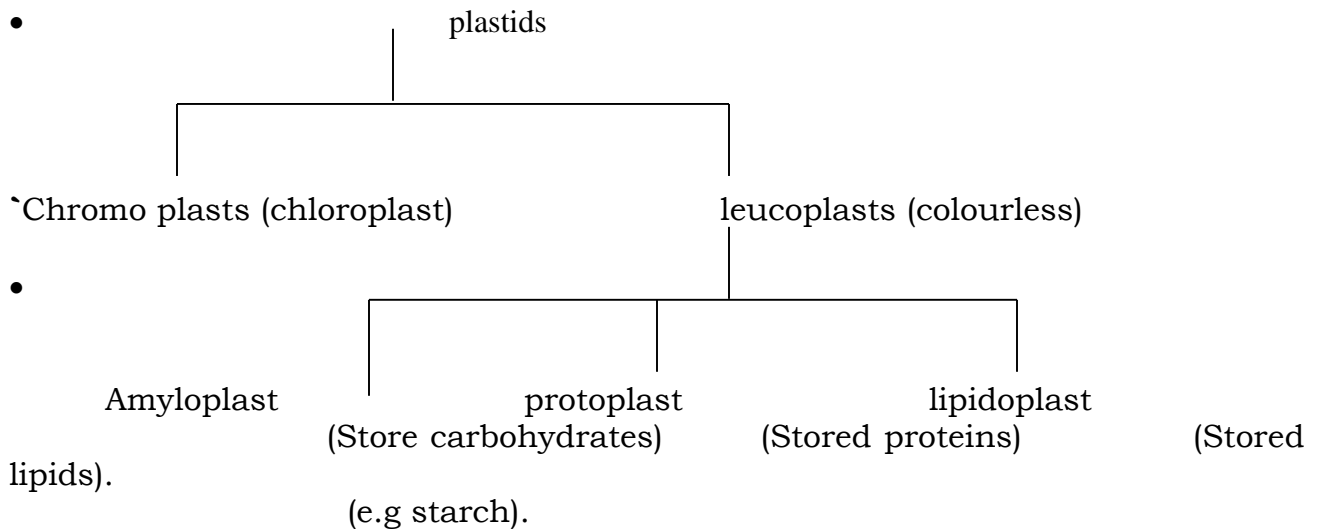 • plastids
`Chromo plasts (chloroplast) leucoplasts (colourless)
•
Amyloplast protoplast lipidoplast
(Store carbohydrates) (Stored proteins) (Stored
lipids).
(e.g starch).